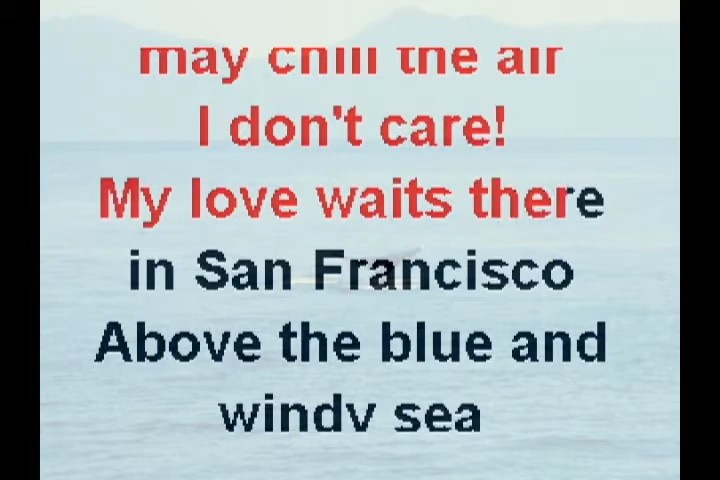 may chill the air
I don't care!
My love waits there
in San Francisco
Above the blue and
windy sea